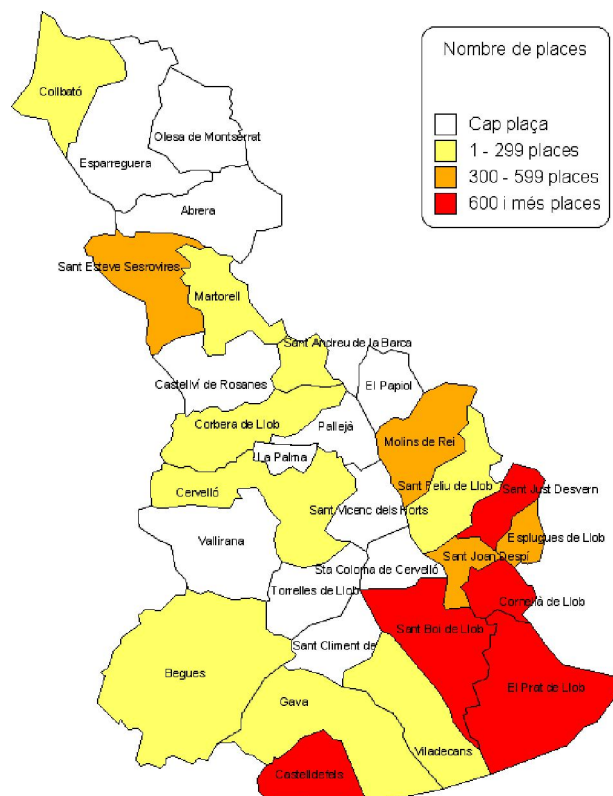 Nombre de places
Cap plaça
1 - 299 places
300 - 599 places
600 i més places
Collbató
Olesa de Montserrat
Esparreguera
Abrera
Sant Esteve Sesrovires
Martorell
Sant Andreu de la Barca
Castellví de Rosanes
El Papiol
Corbera de Llob
Pallejà
Molins de Rei
La Palma
Cervelló
Sant Feliu de Llob
Sant Just Desvern
Sant Vicenc dels Horts
Vallirana
Esplugues de Llob
Sant Joan Despí
Sta Coloma de Cervelló
Torrelles de Llob
Cornellà de Llob
Sant Boi de Llob
Sant Climent de
Begues
El Prat de Llob
Gava
Viladecans
Castelldefels